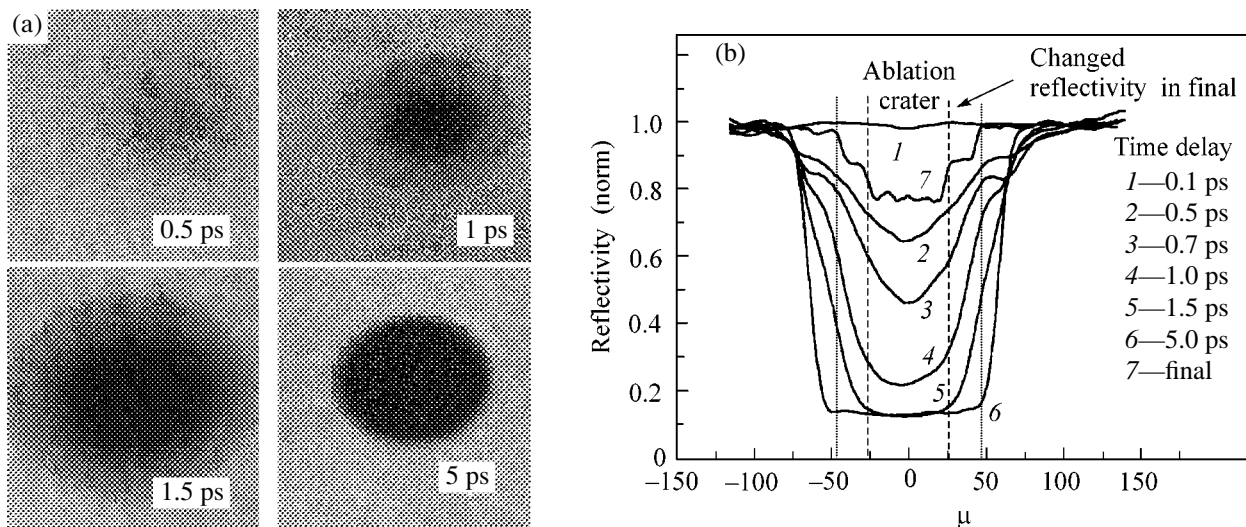 (a)
0.5 ps
1 ps
1.5 ps
5 ps
(b)
Ablation
crater
Changed
reflectivity in final
Reflectivity (norm)
1.0
0.8
0.6
0.4
0.2
0
1
7
2
3
4
5
6
Time delay
1—0.1 ps
2—0.5 ps
3—0.7 ps
4—1.0 ps
5—1.5 ps
6—5.0 ps
7—final
−150 −100 −50 0 50 100 150
μ